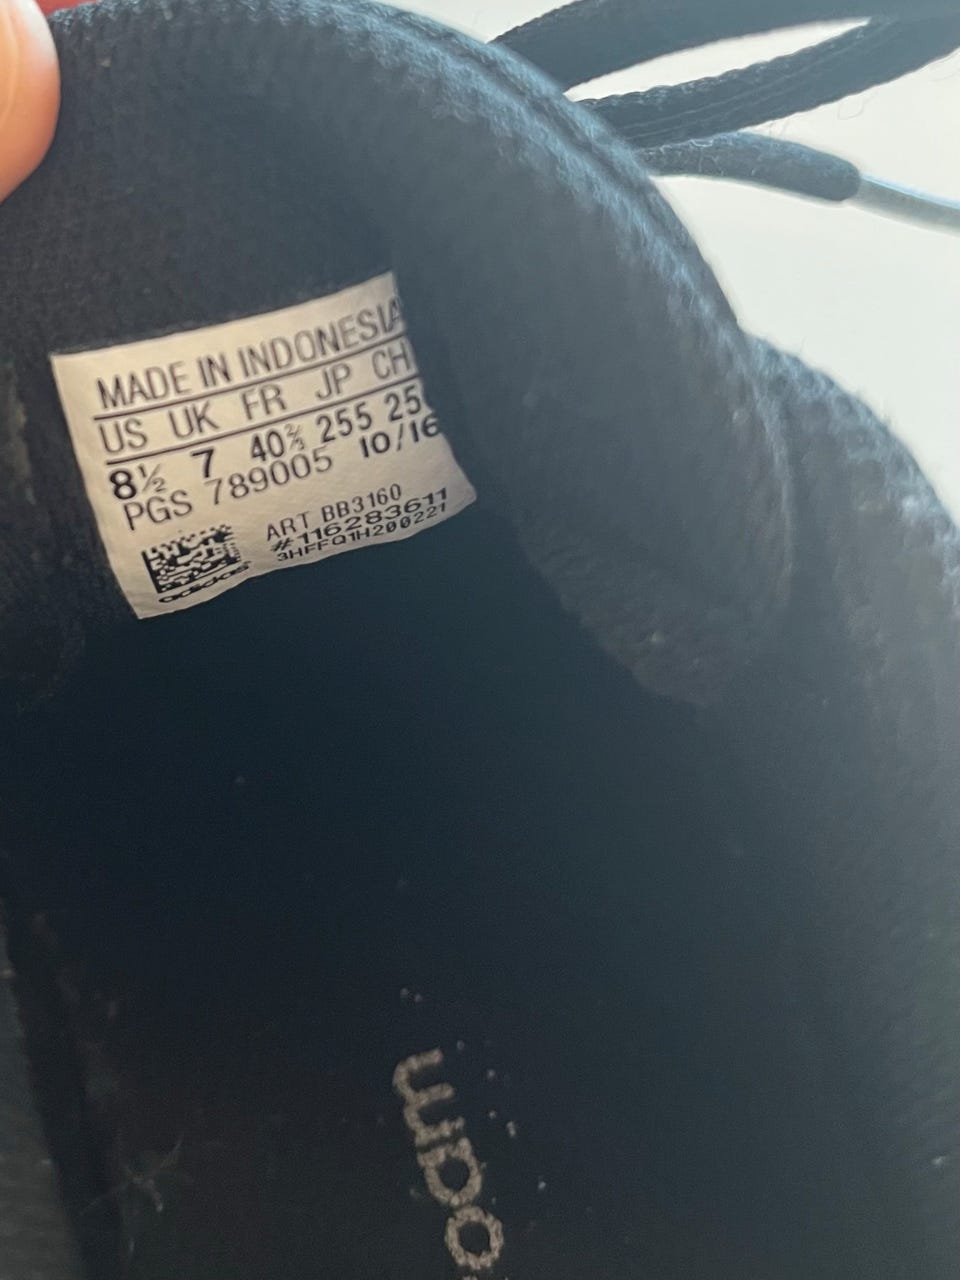 MADE IN INDONESIA
US UK FR JP CH
8½ 7 40⅔ 255 25
PGS 789005 10/16
ART BB3160
#116283611
3HFFQ1H200221
adidas